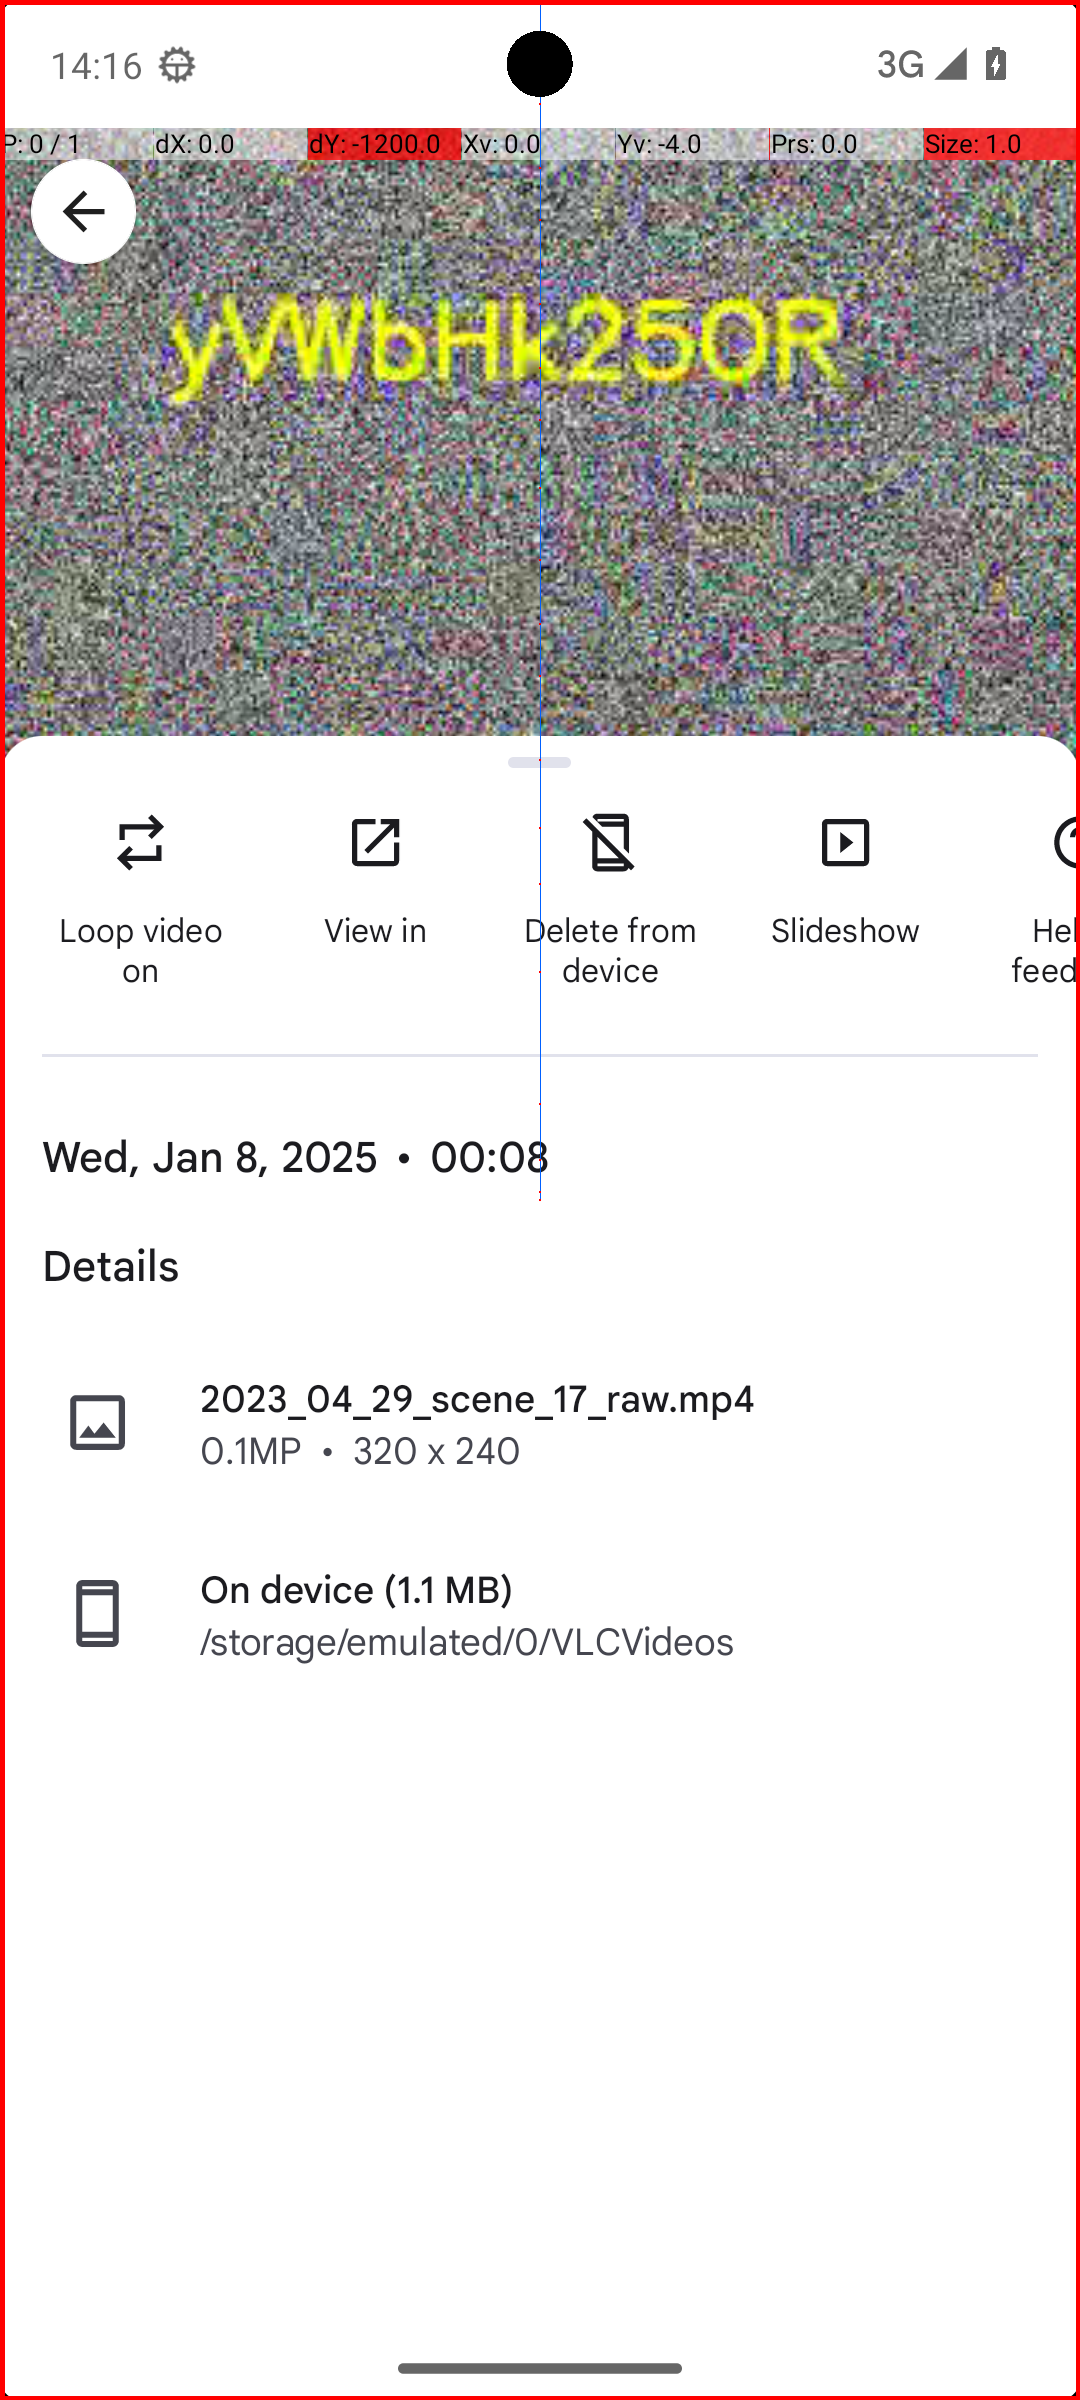 14:16 3G
P: 0 / 1 dX: 0.0 dY: -1200.0 Xv: 0.0 Yv: -4.0 Prs: 0.0 Size: 1.0
yVWbHk25OR
Loop video on
View in
Delete from device
Slideshow
Hel
feed
Wed, Jan 8, 2025 • 00:08
Details
2023_04_29_scene_17_raw.mp4
0.1MP • 320 x 240
On device (1.1 MB)
/storage/emulated/0/VLCVideos